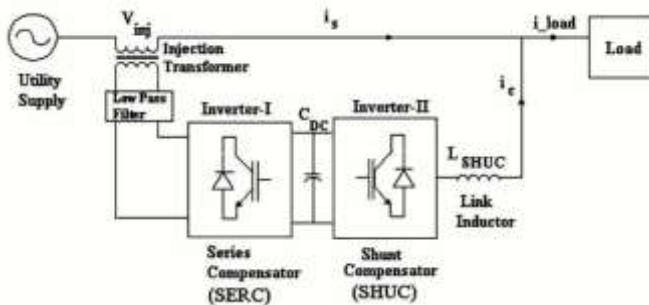 V inj
i s
i_load
Injection
Transformer
Load
Utility
Supply
Low Pass
Filter
i c
Inverter-I
C DC
Inverter-II
L SHUC
Link
Inductor
Series
Compensator
(SERC)
Shunt
Compensator
(SHUC)